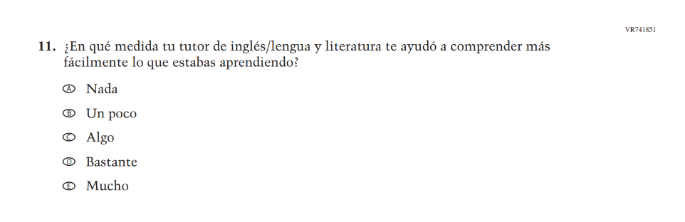 VR741851
11. ¿En qué medida tu tutor de inglés/lengua y literatura te ayudó a comprender más
fácilmente lo que estabas aprendiendo?
A Nada
B Un poco
C Algo
D Bastante
E Mucho